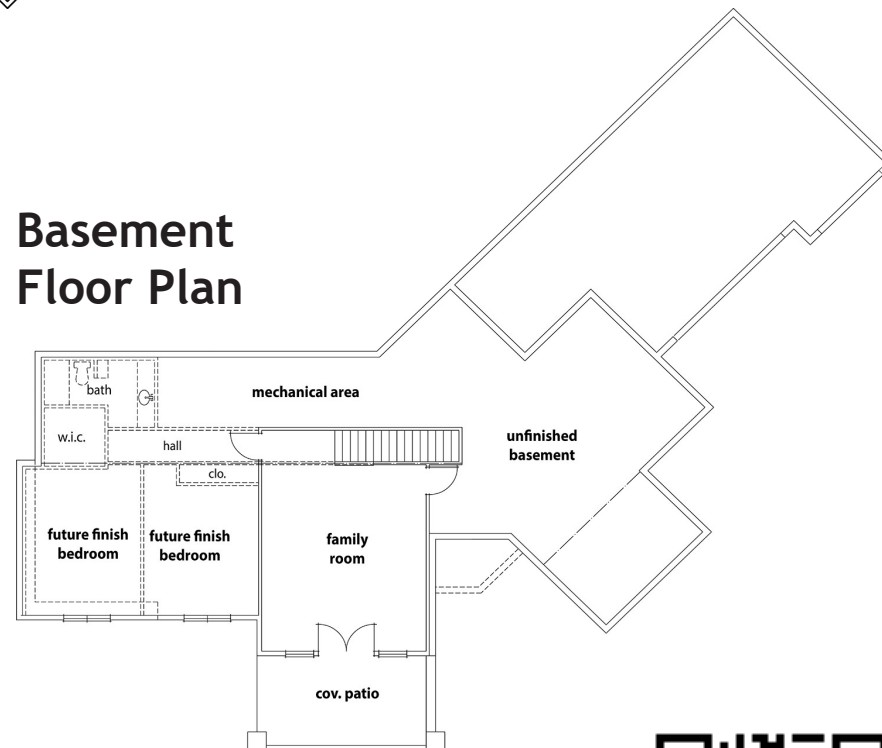 Basement
Floor Plan
bath
mechanical area
w.i.c.
hall
unfinished
basement
clo.
future finish
bedroom
future finish
bedroom
family
room
cov. patio